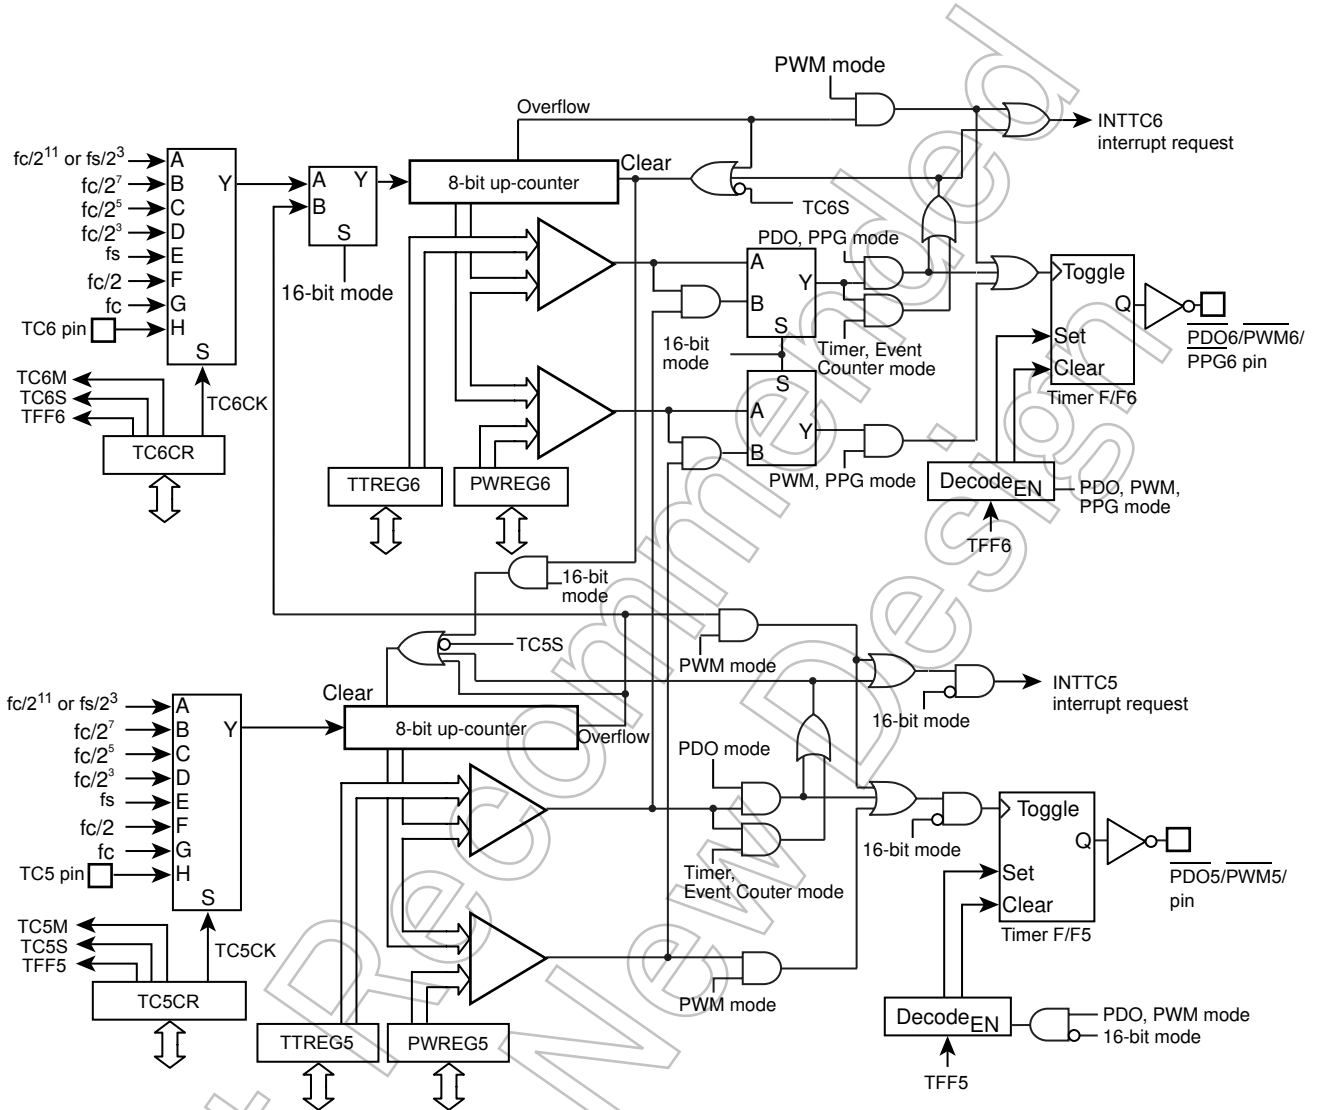 PWM mode
Overflow
INTTC6
interrupt request
fc/2¹¹ or fs/2³
fc/2⁷
fc/2⁵
fc/2³
fs
fc/2
fc
TC6 pin
A
B
C
D
E
F
G
H
Y
S
A
B
Y
S
16-bit mode
8-bit up-counter
Clear
TC6S
PDO, PPG mode
A
B
Y
S
16-bit
mode
Timer, Event
Counter mode
S
A
B
Y
PWM, PPG mode
Toggle
Q
Set
Clear
Timer F/F6
PDO6/PWM6/
PPG6 pin
TC6M
TC6S
TFF6
TC6CK
TC6CR
TTREG6
PWREG6
Decode EN
PDO, PWM,
PPG mode
TFF6
16-bit
mode
TC5S
PWM mode
INTTC5
interrupt request
16-bit mode
fc/2¹¹ or fs/2³
fc/2⁷
fc/2⁵
fc/2³
fs
fc/2
fc
TC5 pin
A
B
C
D
E
F
G
H
Y
S
Clear
8-bit up-counter
Overflow
PDO mode
Timer,
Event Couter mode
16-bit mode
Toggle
Q
Set
Clear
Timer F/F5
PDO5/PWM5/
pin
TC5M
TC5S
TFF5
TC5CK
TC5CR
TTREG5
PWREG5
PWM mode
Decode EN
PDO, PWM mode
16-bit mode
TFF5
Recommended
New Design